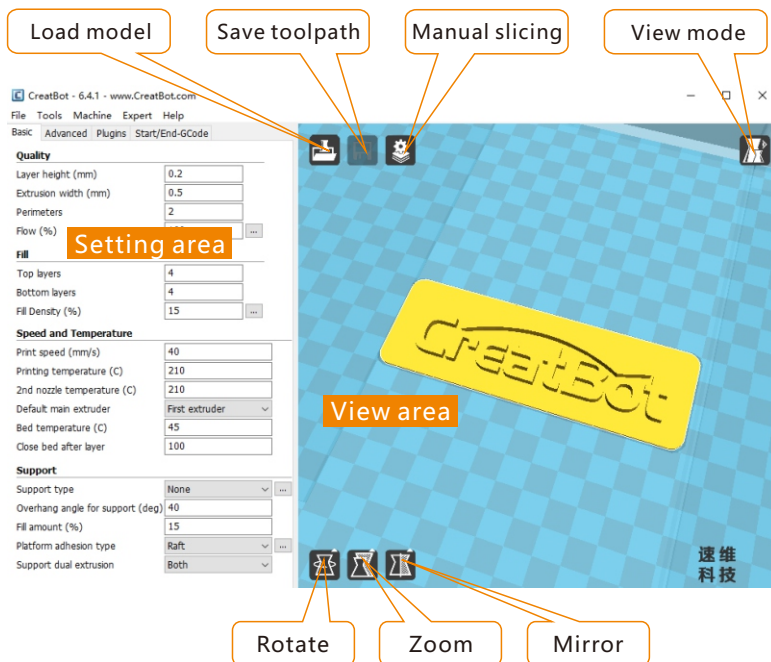 Load model
Save toolpath
Manual slicing
View mode
CreatBot - 6.4.1 - www.CreatBot.com
File Tools Machine Expert Help
Basic Advanced Plugins Start/End-GCode
Quality
Layer height (mm) 0.2
Extrusion width (mm) 0.5
Perimeters 2
Flow (%) ...
Setting area
Fill
Top layers 4
Bottom layers 4
Fill Density (%) 15 ...
Speed and Temperature
Print speed (mm/s) 40
Printing temperature (C) 210
2nd nozzle temperature (C) 210
Default main extruder First extruder
Bed temperature (C) 45
Close bed after layer 100
Support
Support type None ...
Overhang angle for support (deg) 40
Fill amount (%) 15
Platform adhesion type Raft ...
Support dual extrusion Both
CreatBot
View area
速维
科技
Rotate
Zoom
Mirror